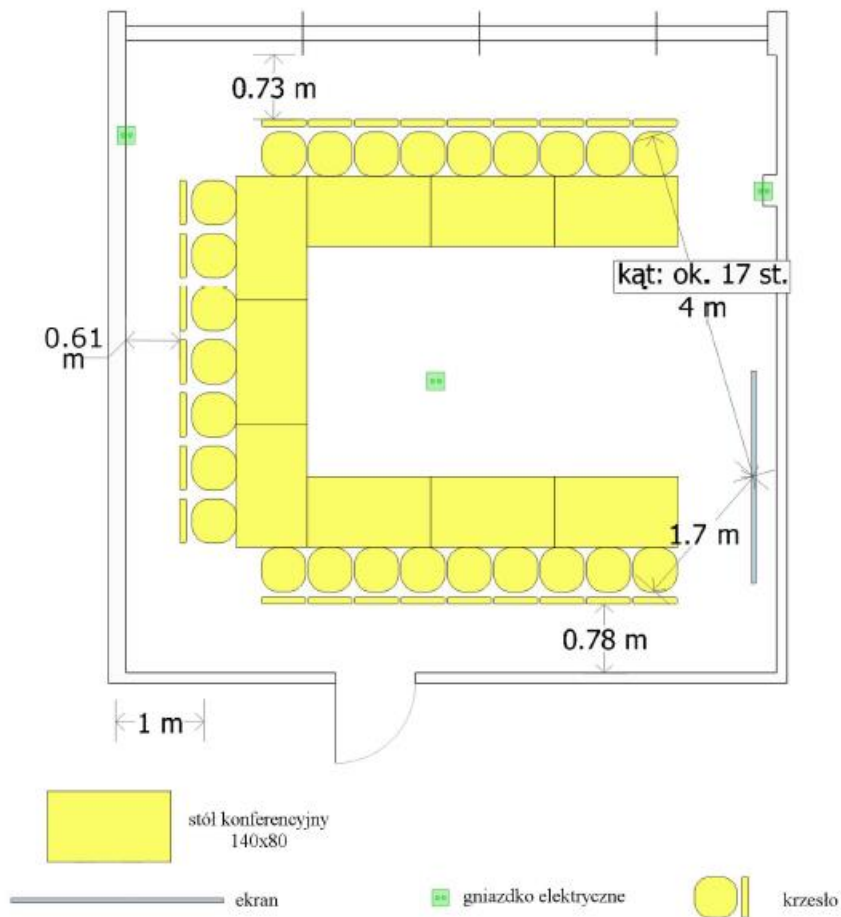 0.73 m
kąt: ok. 17 st.
4 m
0.61
m
1.7 m
0.78 m
1 m
stół konferencyjny
140x80
ekran
gniazdko elektryczne
krzesło